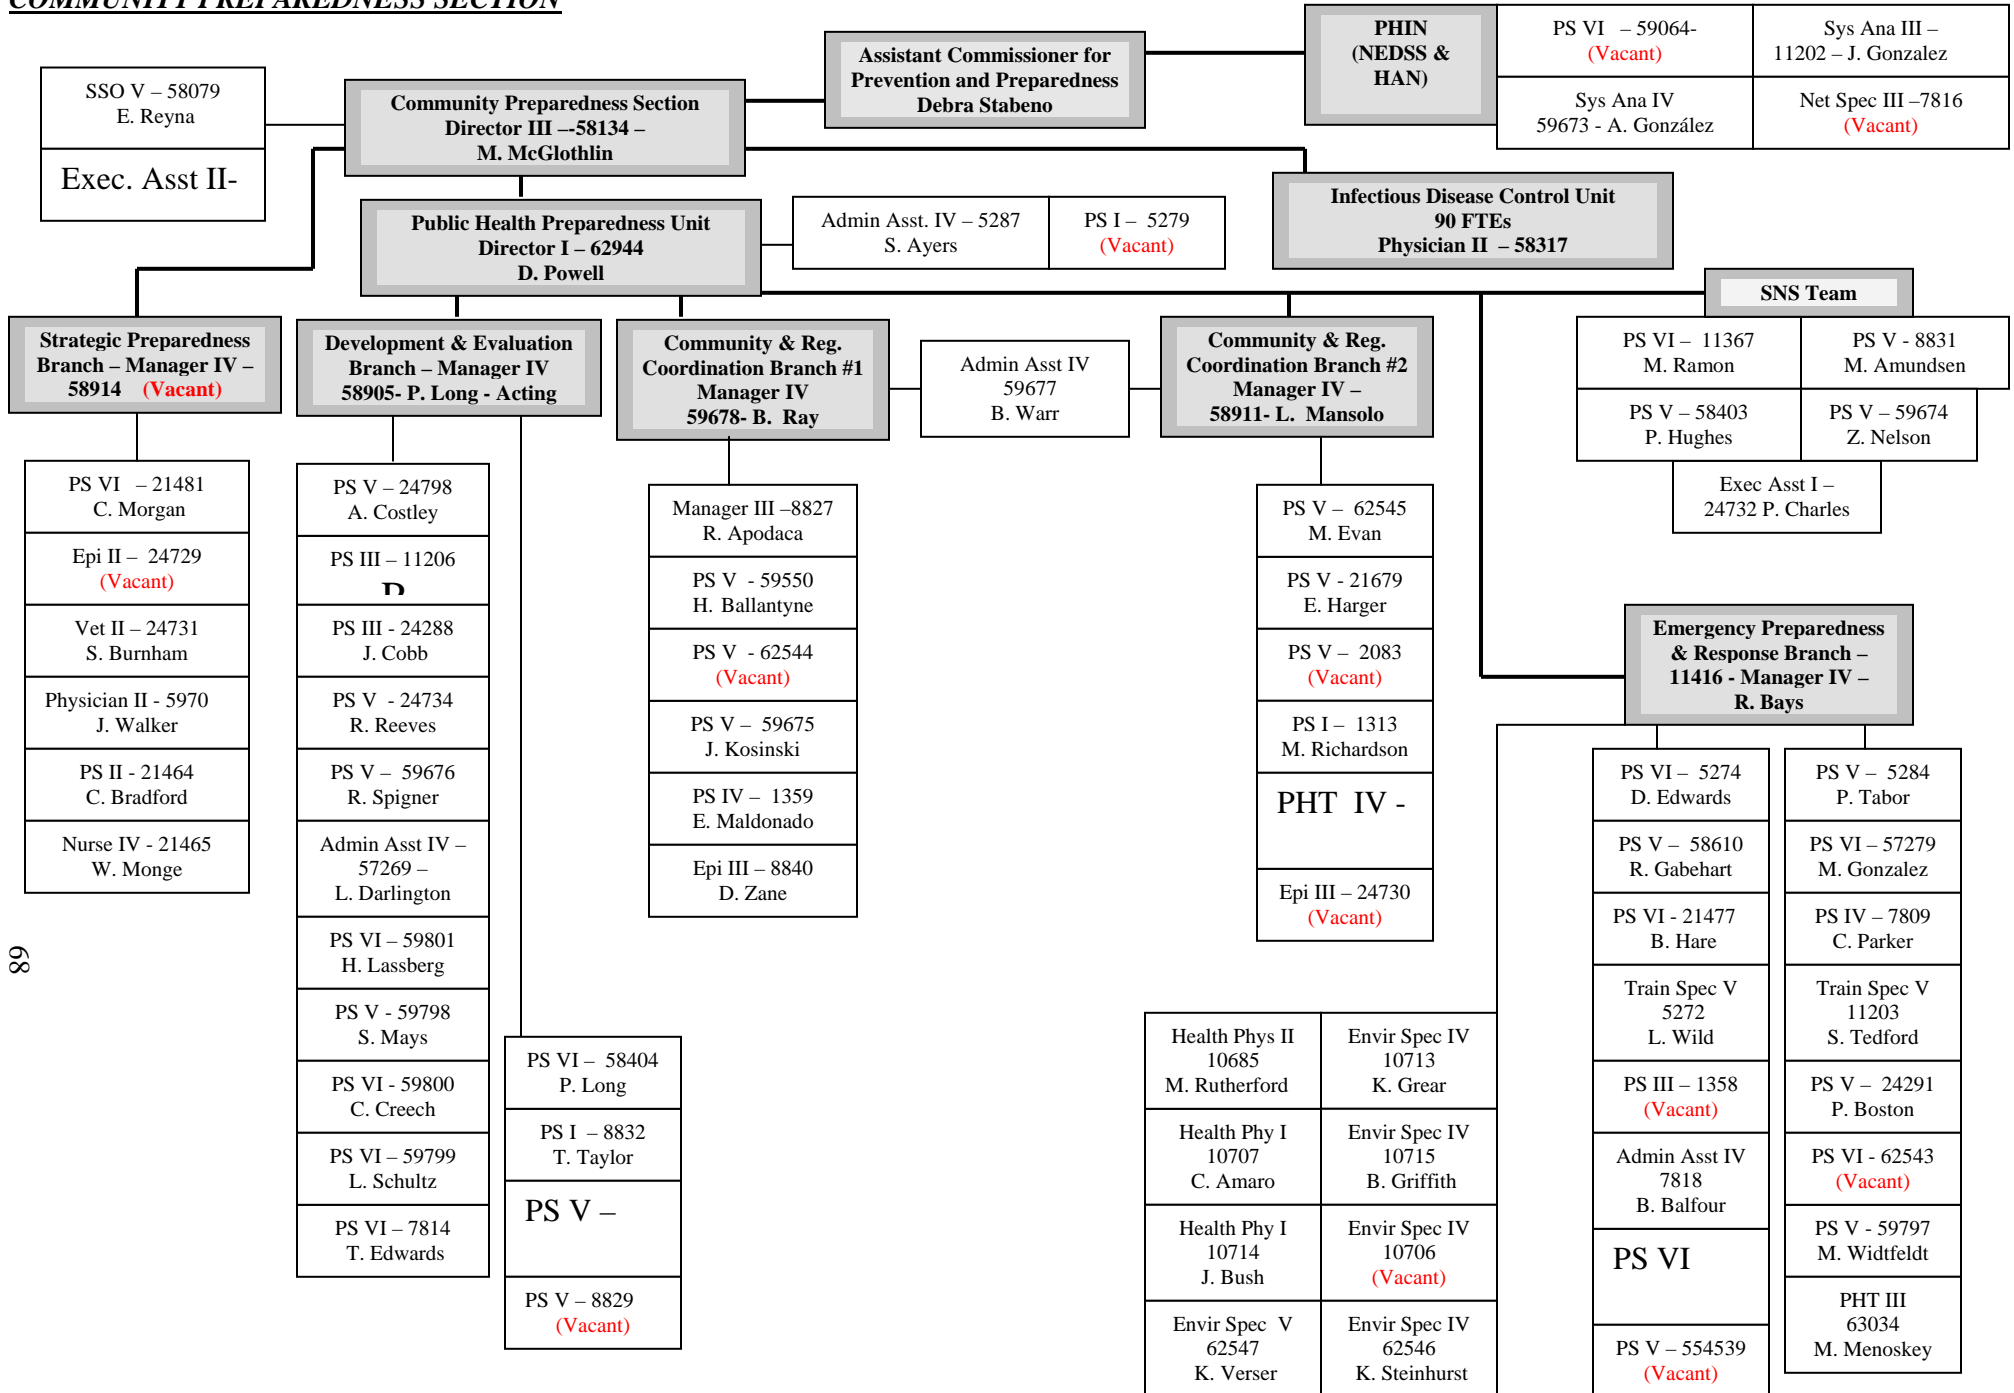 COMMUNITY PREPAREDNESS SECTION
Assistant Commissioner for
Prevention and Preparedness
Debra Stabeno
PHIN
(NEDSS &
HAN)
PS VI – 59064-
(Vacant)
Sys Ana III –
11202 – J. Gonzalez
Sys Ana IV
59673 - A. González
Net Spec III –7816
(Vacant)
SSO V – 58079
E. Reyna
Exec. Asst II-
Community Preparedness Section
Director III –-58134 –
M. McGlothlin
Public Health Preparedness Unit
Director I – 62944
D. Powell
Admin Asst. IV – 5287
S. Ayers
PS I – 5279
(Vacant)
Infectious Disease Control Unit
90 FTEs
Physician II – 58317
SNS Team
PS VI – 11367
M. Ramon
PS V - 8831
M. Amundsen
PS V – 58403
P. Hughes
PS V – 59674
Z. Nelson
Exec Asst I –
24732 P. Charles
Strategic Preparedness
Branch – Manager IV –
58914 (Vacant)
PS VI – 21481
C. Morgan
Epi II – 24729
(Vacant)
Vet II – 24731
S. Burnham
Physician II - 5970
J. Walker
PS II - 21464
C. Bradford
Nurse IV - 21465
W. Monge
Development & Evaluation
Branch – Manager IV
58905- P. Long - Acting
PS V – 24798
A. Costley
PS III – 11206
PS III - 24288
J. Cobb
PS V - 24734
R. Reeves
PS V – 59676
R. Spigner
Admin Asst IV –
57269 –
L. Darlington
PS VI – 59801
H. Lassberg
PS V - 59798
S. Mays
PS VI - 59800
C. Creech
PS VI – 59799
L. Schultz
PS VI – 7814
T. Edwards
PS VI – 58404
P. Long
PS I – 8832
T. Taylor
PS V –
PS V – 8829
(Vacant)
Community & Reg.
Coordination Branch #1
Manager IV
59678- B. Ray
Manager III –8827
R. Apodaca
PS V - 59550
H. Ballantyne
PS V - 62544
(Vacant)
PS V – 59675
J. Kosinski
PS IV – 1359
E. Maldonado
Epi III – 8840
D. Zane
Admin Asst IV
59677
B. Warr
Community & Reg.
Coordination Branch #2
Manager IV –
58911- L. Mansolo
PS V – 62545
M. Evan
PS V - 21679
E. Harger
PS V – 2083
(Vacant)
PS I – 1313
M. Richardson
PHT IV -
Epi III – 24730
(Vacant)
Emergency Preparedness
& Response Branch –
11416 - Manager IV –
R. Bays
Health Phys II
10685
M. Rutherford
Envir Spec IV
10713
K. Grear
Health Phy I
10707
C. Amaro
Envir Spec IV
10715
B. Griffith
Health Phy I
10714
J. Bush
Envir Spec IV
10706
(Vacant)
Envir Spec V
62547
K. Verser
Envir Spec IV
62546
K. Steinhurst
PS VI – 5274
D. Edwards
PS V – 58610
R. Gabehart
PS VI - 21477
B. Hare
Train Spec V
5272
L. Wild
PS III – 1358
(Vacant)
Admin Asst IV
7818
B. Balfour
PS VI
PS V – 554539
(Vacant)
PS V – 5284
P. Tabor
PS VI – 57279
M. Gonzalez
PS IV – 7809
C. Parker
Train Spec V
11203
S. Tedford
PS V – 24291
P. Boston
PS VI - 62543
(Vacant)
PS V - 59797
M. Widtfeldt
PHT III
63034
M. Menoskey
68